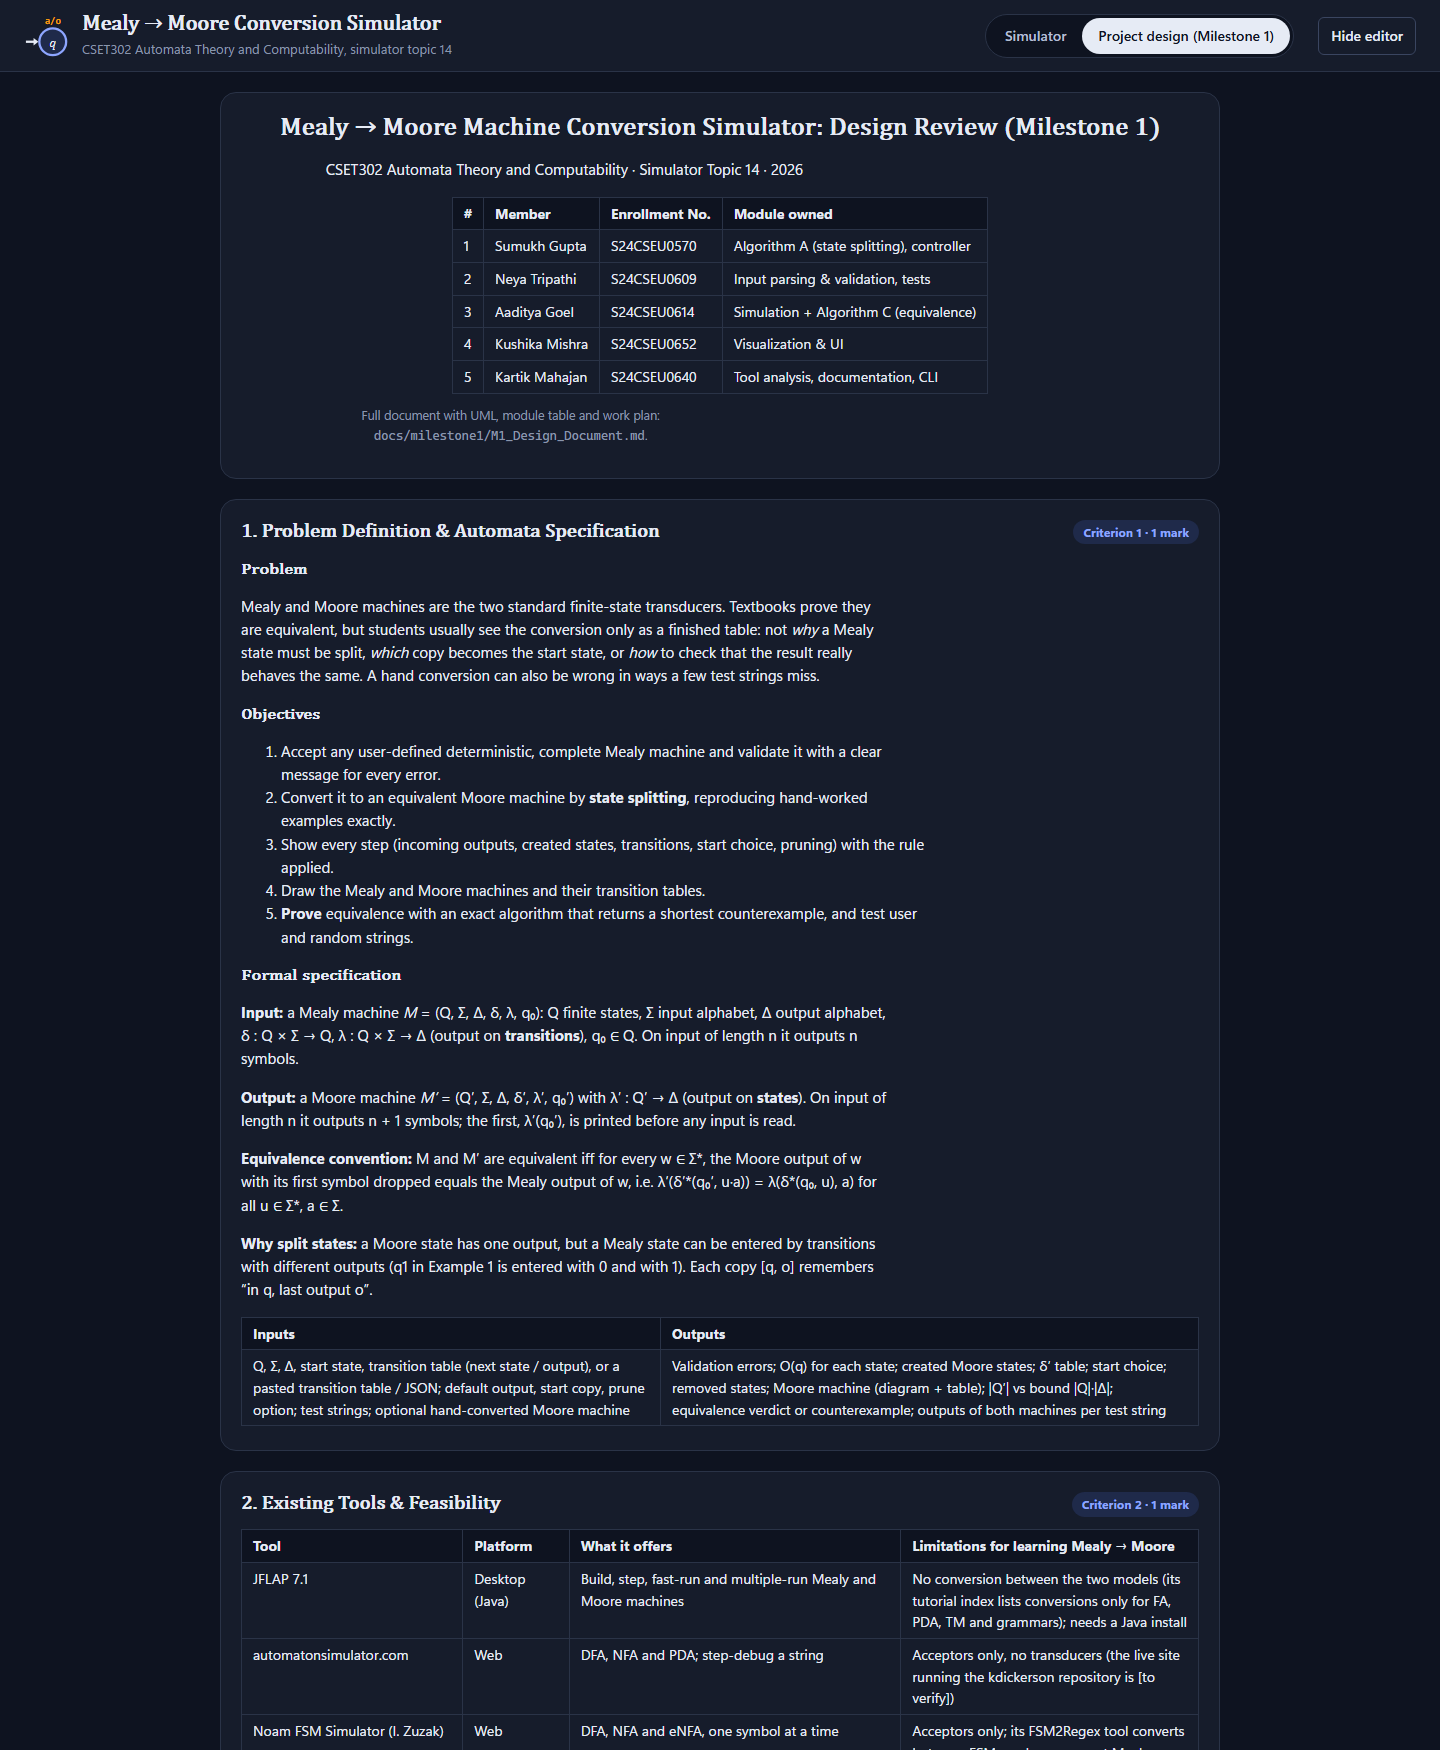 a/o
q
Mealy → Moore Conversion Simulator
CSET302 Automata Theory and Computability, simulator topic 14
Simulator
Project design (Milestone 1)
Hide editor
Mealy → Moore Machine Conversion Simulator: Design Review (Milestone 1)
CSET302 Automata Theory and Computability · Simulator Topic 14 · 2026
# Member Enrollment No. Module owned
1 Sumukh Gupta S24CSEU0570 Algorithm A (state splitting), controller
2 Neya Tripathi S24CSEU0609 Input parsing & validation, tests
3 Aaditya Goel S24CSEU0614 Simulation + Algorithm C (equivalence)
4 Kushika Mishra S24CSEU0652 Visualization & UI
5 Kartik Mahajan S24CSEU0640 Tool analysis, documentation, CLI
Full document with UML, module table and work plan:
docs/milestone1/M1_Design_Document.md.
1. Problem Definition & Automata Specification
Criterion 1 · 1 mark
Problem
Mealy and Moore machines are the two standard finite-state transducers. Textbooks prove they
are equivalent, but students usually see the conversion only as a finished table: not why a Mealy
state must be split, which copy becomes the start state, or how to check that the result really
behaves the same. A hand conversion can also be wrong in ways a few test strings miss.
Objectives
1. Accept any user-defined deterministic, complete Mealy machine and validate it with a clear
message for every error.
2. Convert it to an equivalent Moore machine by state splitting, reproducing hand-worked
examples exactly.
3. Show every step (incoming outputs, created states, transitions, start choice, pruning) with the rule
applied.
4. Draw the Mealy and Moore machines and their transition tables.
5. Prove equivalence with an exact algorithm that returns a shortest counterexample, and test user
and random strings.
Formal specification
Input: a Mealy machine M = (Q, Σ, Δ, δ, λ, q₀): Q finite states, Σ input alphabet, Δ output alphabet,
δ : Q × Σ → Q, λ : Q × Σ → Δ (output on transitions), q₀ ∈ Q. On input of length n it outputs n
symbols.
Output: a Moore machine M′ = (Q′, Σ, Δ, δ′, λ′, q₀′) with λ′ : Q′ → Δ (output on states). On input of
length n it outputs n + 1 symbols; the first, λ′(q₀′), is printed before any input is read.
Equivalence convention: M and M′ are equivalent iff for every w ∈ Σ*, the Moore output of w
with its first symbol dropped equals the Mealy output of w, i.e. λ′(δ′*(q₀′, u·a)) = λ(δ*(q₀, u), a) for
all u ∈ Σ*, a ∈ Σ.
Why split states: a Moore state has one output, but a Mealy state can be entered by transitions
with different outputs (q1 in Example 1 is entered with 0 and with 1). Each copy [q, o] remembers
“in q, last output o”.
Inputs Outputs
Q, Σ, Δ, start state, transition table (next state / output), or a
pasted transition table / JSON; default output, start copy, prune
option; test strings; optional hand-converted Moore machine
Validation errors; O(q) for each state; created Moore states; δ′ table; start choice;
removed states; Moore machine (diagram + table); |Q′| vs bound |Q|·|Δ|;
equivalence verdict or counterexample; outputs of both machines per test string
2. Existing Tools & Feasibility
Criterion 2 · 1 mark
Tool Platform What it offers Limitations for learning Mealy → Moore
JFLAP 7.1
Desktop
(Java)
Build, step, fast-run and multiple-run Mealy and
Moore machines
No conversion between the two models (its
tutorial index lists conversions only for FA,
PDA, TM and grammars); needs a Java install
automatonsimulator.com
Web
DFA, NFA and PDA; step-debug a string
Acceptors only, no transducers (the live site
running the kdickerson repository is [to
verify])
Noam FSM Simulator (I. Zuzak)
Web
DFA, NFA and eNFA, one symbol at a time
Acceptors only; its FSM2Regex tool converts